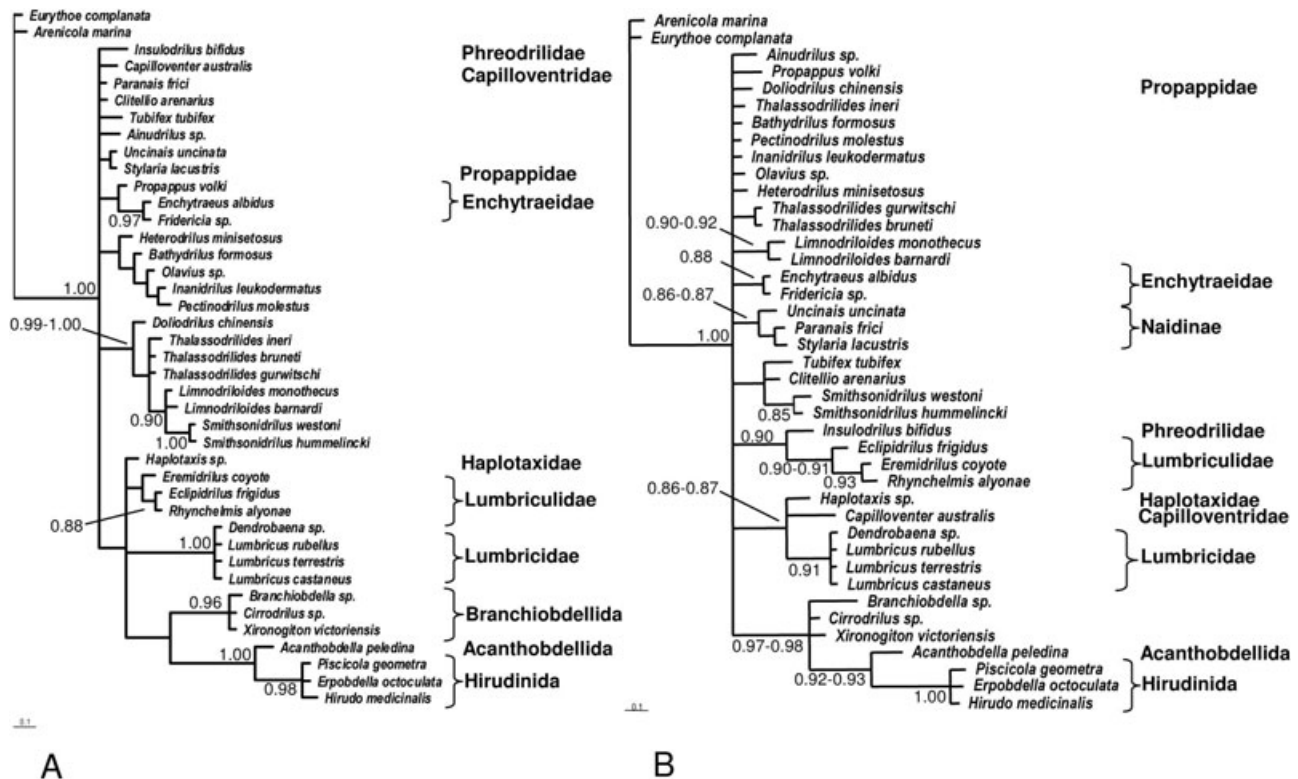 Eurythoe complanata
Arenicola marina
Insulodrilus bifidus
Capilloventer australis
Paranais frici
Clitellio arenarius
Tubifex tubifex
Ainudrilus sp.
Uncinais uncinata
Stylaria lacustris
Propappus volki
Enchytraeus albidus
0.97
Fridericia sp.
Heterodrilus minisetosus
Bathydrilus formosus
Olavius sp.
Inanidrilus leukodermatus
1.00
Pectinodrilus molestus
0.99-1.00
Doliodrilus chinensis
Thalassodrilides ineri
Thalassodrilides bruneti
Thalassodrilides gurwitschi
Limnodriloides monothecus
Limnodriloides barnardi
0.90
Smithsonidrilus westoni
1.00
Smithsonidrilus hummelincki
Haplotaxis sp.
Eremidrilus coyote
Eclipidrilus frigidus
0.88
Rhynchelmis alyonae
Dendrobaena sp.
1.00
Lumbricus rubellus
Lumbricus terrestris
Lumbricus castaneus
0.96
Branchiobdella sp.
Cirrodrilus sp.
Xironogiton victoriensis
1.00
Acanthobdella peledina
Piscicola geometra
0.98
Erpobdella octoculata
Hirudo medicinalis
Phreodrilidae
Capilloventridae
Propappidae
Enchytraeidae
Haplotaxidae
Lumbriculidae
Lumbricidae
Branchiobdellida
Acanthobdellida
Hirudinida
0.1
A
Arenicola marina
Eurythoe complanata
Ainudrilus sp.
Propappus volki
Doliodrilus chinensis
Thalassodrilides ineri
Bathydrilus formosus
Pectinodrilus molestus
Inanidrilus leukodermatus
Olavius sp.
Heterodrilus minisetosus
Thalassodrilides gurwitschi
0.90-0.92
Thalassodrilides bruneti
Limnodriloides monothecus
0.88
Limnodriloides barnardi
Enchytraeus albidus
0.86-0.87
Fridericia sp.
Uncinais uncinata
Paranais frici
1.00
Stylaria lacustris
Tubifex tubifex
Clitellio arenarius
Smithsonidrilus westoni
0.85
Smithsonidrilus hummelincki
0.90
Insulodrilus bifidus
Eclipidrilus frigidus
0.90-0.91
Eremidrilus coyote
0.93
Rhynchelmis alyonae
0.86-0.87
Haplotaxis sp.
Capilloventer australis
Dendrobaena sp.
Lumbricus rubellus
0.91
Lumbricus terrestris
Lumbricus castaneus
Branchiobdella sp.
Cirrodrilus sp.
0.97-0.98
Xironogiton victoriensis
Acanthobdella peledina
0.92-0.93
Piscicola geometra
Erpobdella octoculata
1.00
Hirudo medicinalis
Propappidae
Enchytraeidae
Naidinae
Phreodrilidae
Lumbriculidae
Haplotaxidae
Capilloventridae
Lumbricidae
Acanthobdellida
Hirudinida
0.1
B